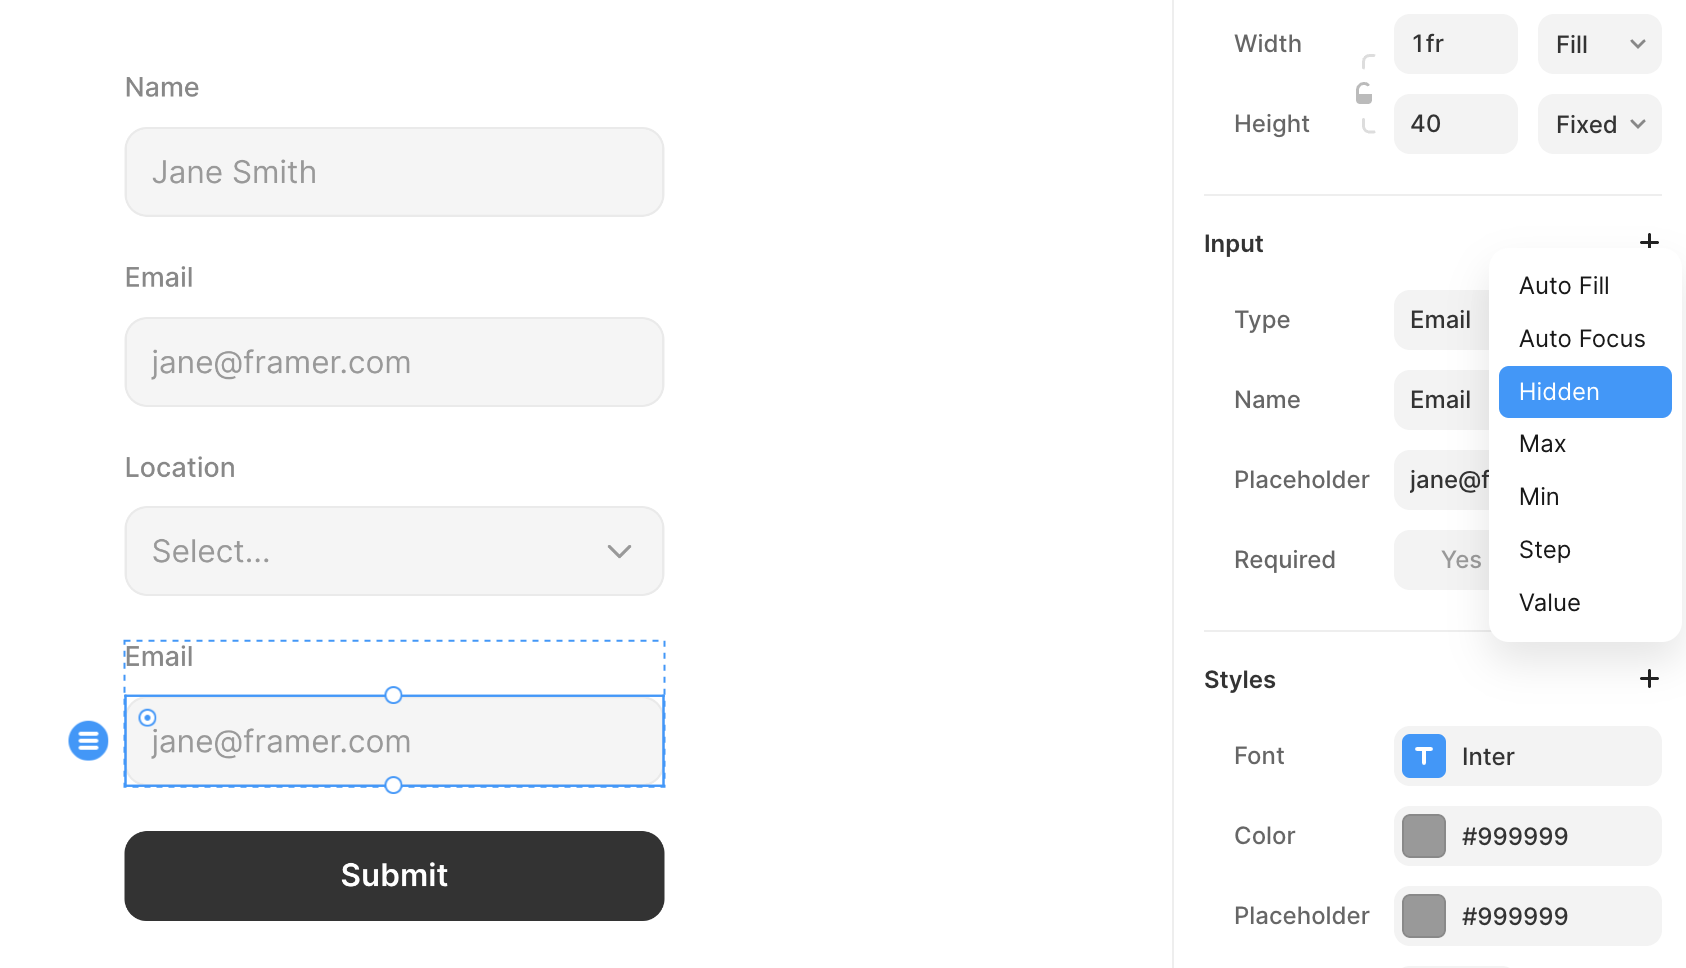 Name
Jane Smith
Email
jane@framer.com
Location
Select...
Email
jane@framer.com
Submit
Width 1fr Fill
Height 40 Fixed
Input
Type Email
Name Email
Placeholder jane@f
Required Yes
Auto Fill
Auto Focus
Hidden
Max
Min
Step
Value
Styles
Font T Inter
Color #999999
Placeholder #999999